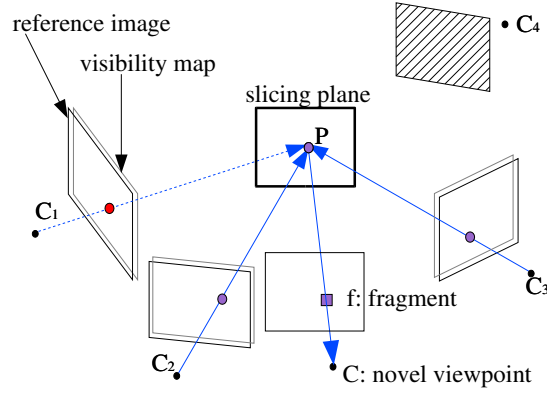 reference image
C4
visibility map
slicing plane
P
C1
C3
f: fragment
C2
C: novel viewpoint